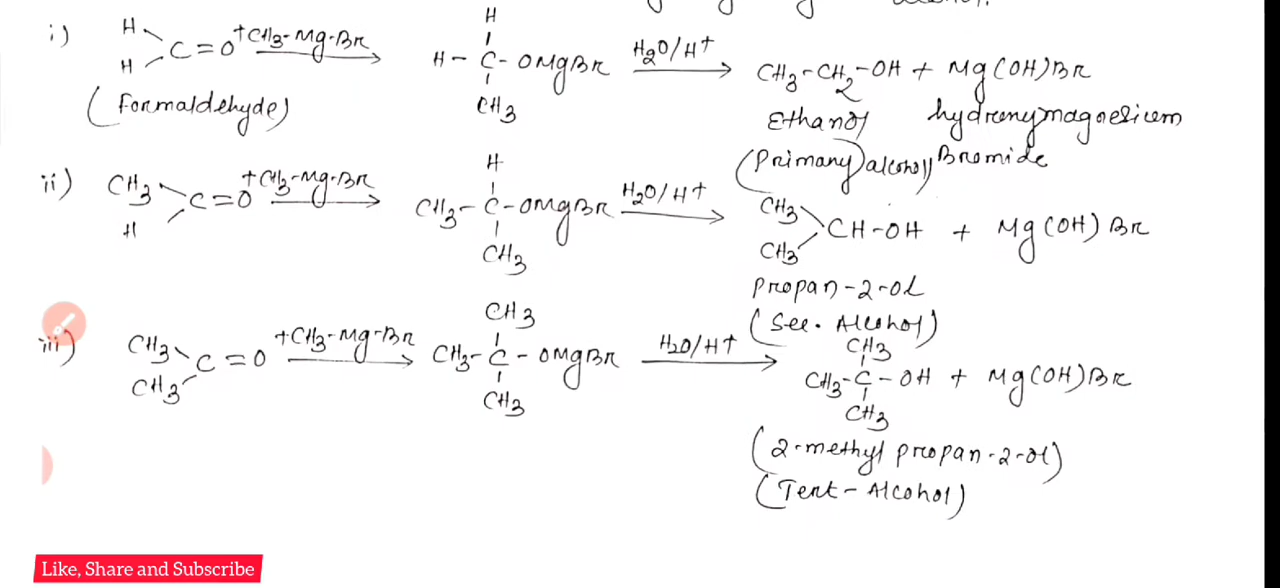 alcohol.
H
i) H C=O +CH3-Mg-Br H - C - OMgBr H2O/H+ CH3-CH2-OH + Mg(OH)Br
H CH3
(Formaldehyde) Ethanol hydroxymagnesium
(Primary alcohol) Bromide
H
ii) CH3 C=O +CH3-Mg-Br CH3- C-OMgBr H2O/H+ CH3 CH-OH + Mg(OH)Br
H CH3 CH3
Propan-2-ol
CH3 (Sec. Alcohol)
iii) CH3 C=O +CH3-Mg-Br CH3- C - OMgBr H2O/H+ CH3
CH3 CH3 CH3-C-OH + Mg(OH)Br
CH3
(2-methyl propan-2-ol)
(Tert- Alcohol)
Like, Share and Subscribe